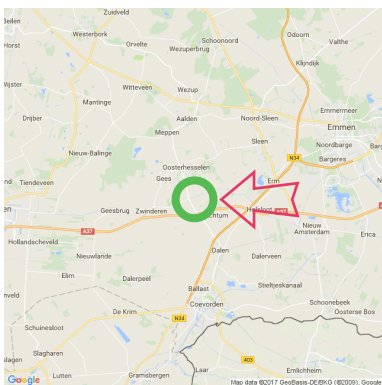 Zuidveld
Beilen
Westerbork
Orvelte
Schoonoord
Odoorn
Valthe
Horst
Wezuperbrug
Klijndijk
Wijster
Witteveen
Wezup
Mantinge
Emmermeer
Drijber
Aalden
Noord-Sleen
Emmen
Meppen
Sleen
Noordbarge
Nieuw-Balinge
N34
Bargeres
Oosterhesselen
Gees
Erm
Tiendeveen
Geesbrug
Zwinderen
Holsloot
A37
Nieuw
Amsterdam
Erica
Hollandscheveld
Dalen
Nieuwlande
Dalerveen
Elim
Dalerpeel
Stieltjeskanaal
Ballast
Schoonebeek
Coevorden
De Krim
N34
Oosterse Bos
Schuinesloot
Slagharen
403
Lutten
Gramsbergen
Laar
Emlichheim
Google
Map data ©2017 GeoBasis-DE/BKG (©2009), Google